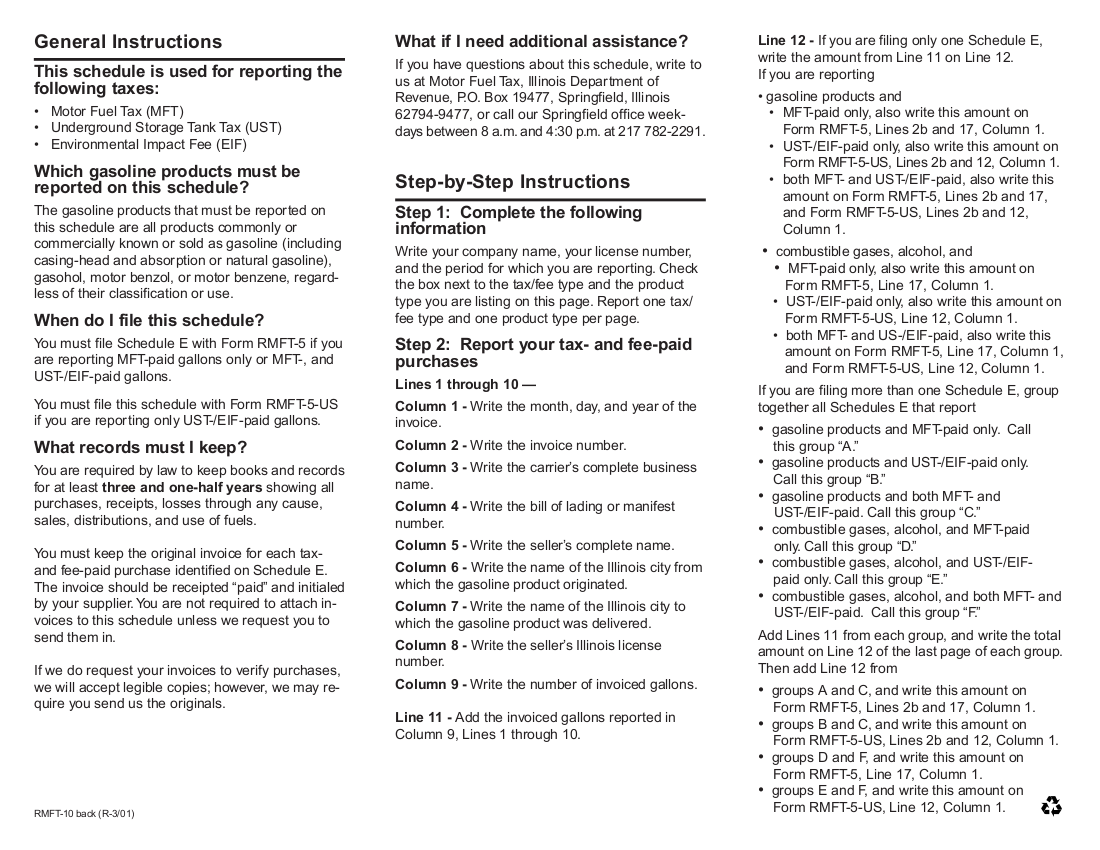 General Instructions
This schedule is used for reporting the
following taxes:
• Motor Fuel Tax (MFT)
• Underground Storage Tank Tax (UST)
• Environmental Impact Fee (EIF)
Which gasoline products must be
reported on this schedule?
The gasoline products that must be reported on
this schedule are all products commonly or
commercially known or sold as gasoline (including
casing-head and absorption or natural gasoline),
gasohol, motor benzol, or motor benzene, regard-
less of their classification or use.
When do I file this schedule?
You must file Schedule E with Form RMFT-5 if you
are reporting MFT-paid gallons only or MFT-, and
UST-/EIF-paid gallons.
You must file this schedule with Form RMFT-5-US
if you are reporting only UST-/EIF-paid gallons.
What records must I keep?
You are required by law to keep books and records
for at least three and one-half years showing all
purchases, receipts, losses through any cause,
sales, distributions, and use of fuels.
You must keep the original invoice for each tax-
and fee-paid purchase identified on Schedule E.
The invoice should be receipted “paid” and initialed
by your supplier. You are not required to attach in-
voices to this schedule unless we request you to
send them in.
If we do request your invoices to verify purchases,
we will accept legible copies; however, we may re-
quire you send us the originals.
RMFT-10 back (R-3/01)
What if I need additional assistance?
If you have questions about this schedule, write to
us at Motor Fuel Tax, Illinois Department of
Revenue, P.O. Box 19477, Springfield, Illinois
62794-9477, or call our Springfield office week-
days between 8 a.m. and 4:30 p.m. at 217 782-2291.
Step-by-Step Instructions
Step 1: Complete the following
information
Write your company name, your license number,
and the period for which you are reporting. Check
the box next to the tax/fee type and the product
type you are listing on this page. Report one tax/
fee type and one product type per page.
Step 2: Report your tax- and fee-paid
purchases
Lines 1 through 10 —
Column 1 - Write the month, day, and year of the
invoice.
Column 2 - Write the invoice number.
Column 3 - Write the carrier’s complete business
name.
Column 4 - Write the bill of lading or manifest
number.
Column 5 - Write the seller’s complete name.
Column 6 - Write the name of the Illinois city from
which the gasoline product originated.
Column 7 - Write the name of the Illinois city to
which the gasoline product was delivered.
Column 8 - Write the seller’s Illinois license
number.
Column 9 - Write the number of invoiced gallons.
Line 11 - Add the invoiced gallons reported in
Column 9, Lines 1 through 10.
Line 12 - If you are filing only one Schedule E,
write the amount from Line 11 on Line 12.
If you are reporting
• gasoline products and
• MFT-paid only, also write this amount on
Form RMFT-5, Lines 2b and 17, Column 1.
• UST-/EIF-paid only, also write this amount on
Form RMFT-5-US, Lines 2b and 12, Column 1.
• both MFT- and UST-/EIF-paid, also write this
amount on Form RMFT-5, Lines 2b and 17,
and Form RMFT-5-US, Lines 2b and 12,
Column 1.
• combustible gases, alcohol, and
• MFT-paid only, also write this amount on
Form RMFT-5, Line 17, Column 1.
• UST-/EIF-paid only, also write this amount on
Form RMFT-5-US, Line 12, Column 1.
• both MFT- and US-/EIF-paid, also write this
amount on Form RMFT-5, Line 17, Column 1,
and Form RMFT-5-US, Line 12, Column 1.
If you are filing more than one Schedule E, group
together all Schedules E that report
• gasoline products and MFT-paid only. Call
this group “A.”
• gasoline products and UST-/EIF-paid only.
Call this group “B.”
• gasoline products and both MFT- and
UST-/EIF-paid. Call this group “C.”
• combustible gases, alcohol, and MFT-paid
only. Call this group “D.”
• combustible gases, alcohol, and UST-/EIF-
paid only. Call this group “E.”
• combustible gases, alcohol, and both MFT- and
UST-/EIF-paid. Call this group “F.”
Add Lines 11 from each group, and write the total
amount on Line 12 of the last page of each group.
Then add Line 12 from
• groups A and C, and write this amount on
Form RMFT-5, Lines 2b and 17, Column 1.
• groups B and C, and write this amount on
Form RMFT-5-US, Lines 2b and 12, Column 1.
• groups D and F, and write this amount on
Form RMFT-5, Line 17, Column 1.
• groups E and F, and write this amount on
Form RMFT-5-US, Line 12, Column 1.